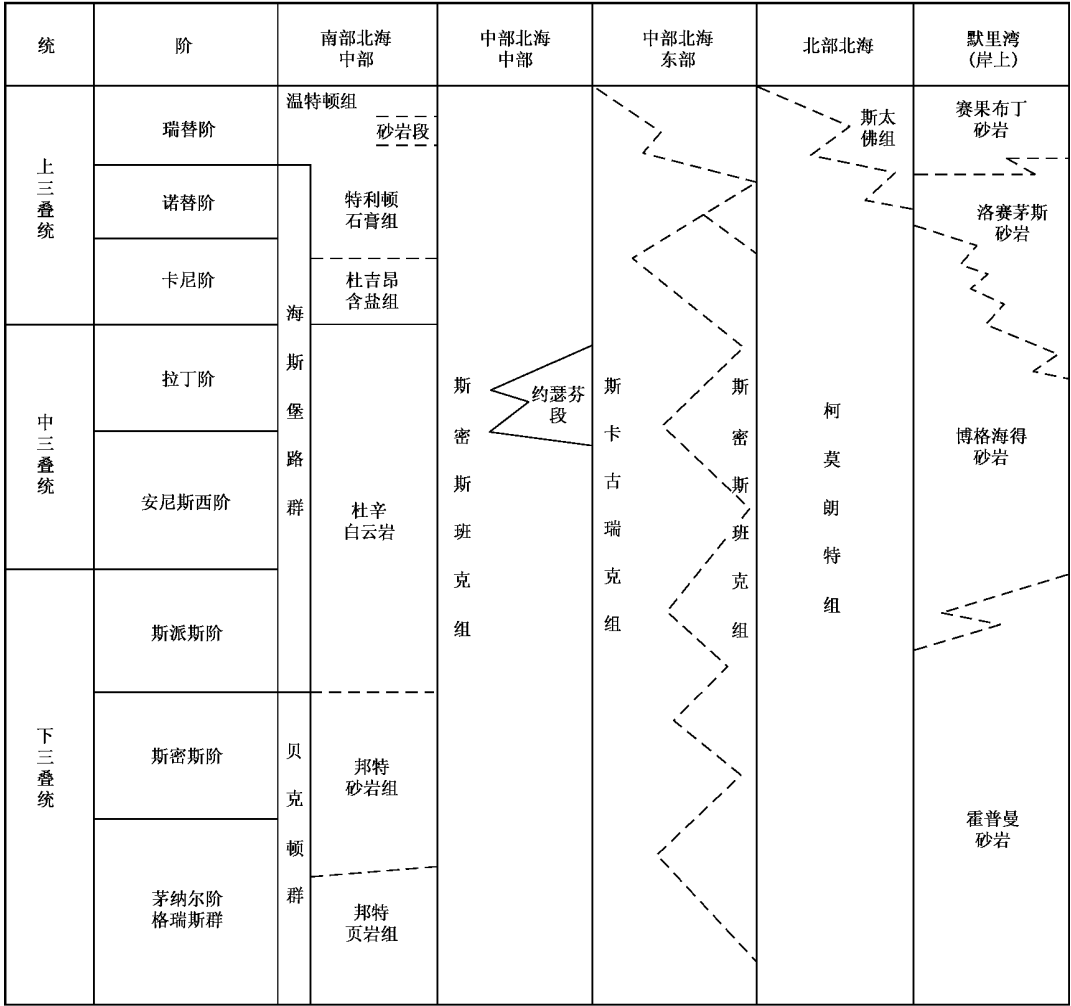 统
阶
南部北海
中部
中部北海
中部
中部北海
东部
北部北海
默里湾
(岸上)
上三叠统
瑞替阶
诺替阶
卡尼阶
中三叠统
拉丁阶
安尼斯西阶
下三叠统
斯派斯阶
斯密斯阶
茅纳尔阶
格瑞斯群
温特顿组
砂岩段
海斯堡路群
特利顿
石膏组
杜吉昂
含盐组
杜辛
白云岩
贝克顿群
邦特
砂岩组
邦特
页岩组
斯密斯班克组
约瑟芬
段
斯卡古瑞克组
斯密斯班克组
斯太
佛组
柯莫朗特组
赛果布丁
砂岩
洛赛茅斯
砂岩
博格海得
砂岩
霍普曼
砂岩